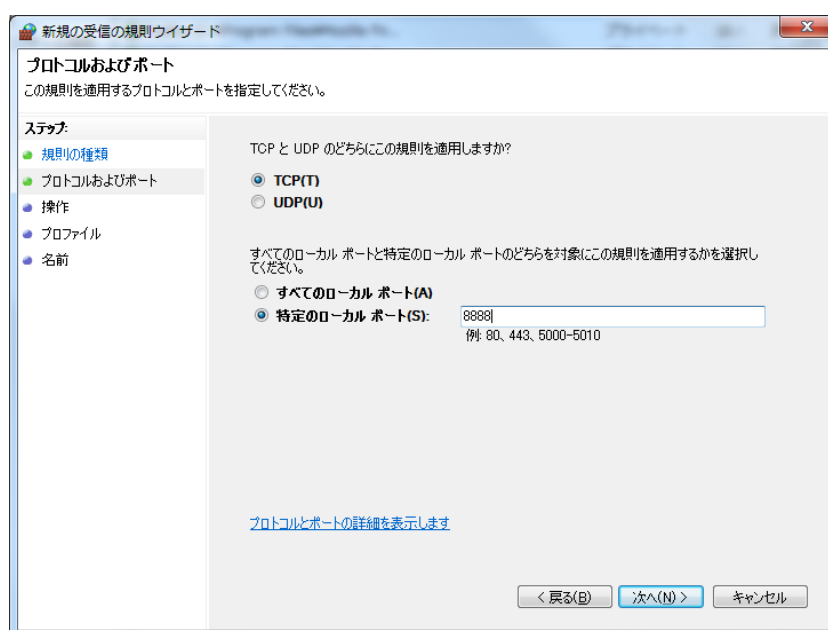 新規の受信の規則ウイザード
プロトコルおよびポート
この規則を適用するプロトコルとポートを指定してください。
ステップ:
規則の種類
プロトコルおよびポート
操作
プロファイル
名前
TCP と UDP のどちらにこの規則を適用しますか?
TCP(T)
UDP(U)
すべてのローカル ポートと特定のローカル ポートのどちらを対象にこの規則を適用するかを選択し
てください。
すべてのローカル ポート(A)
特定のローカル ポート(S):
8888
例: 80、443、5000-5010
プロトコルとポートの詳細を表示します
< 戻る(B)
次へ(N) >
キャンセル